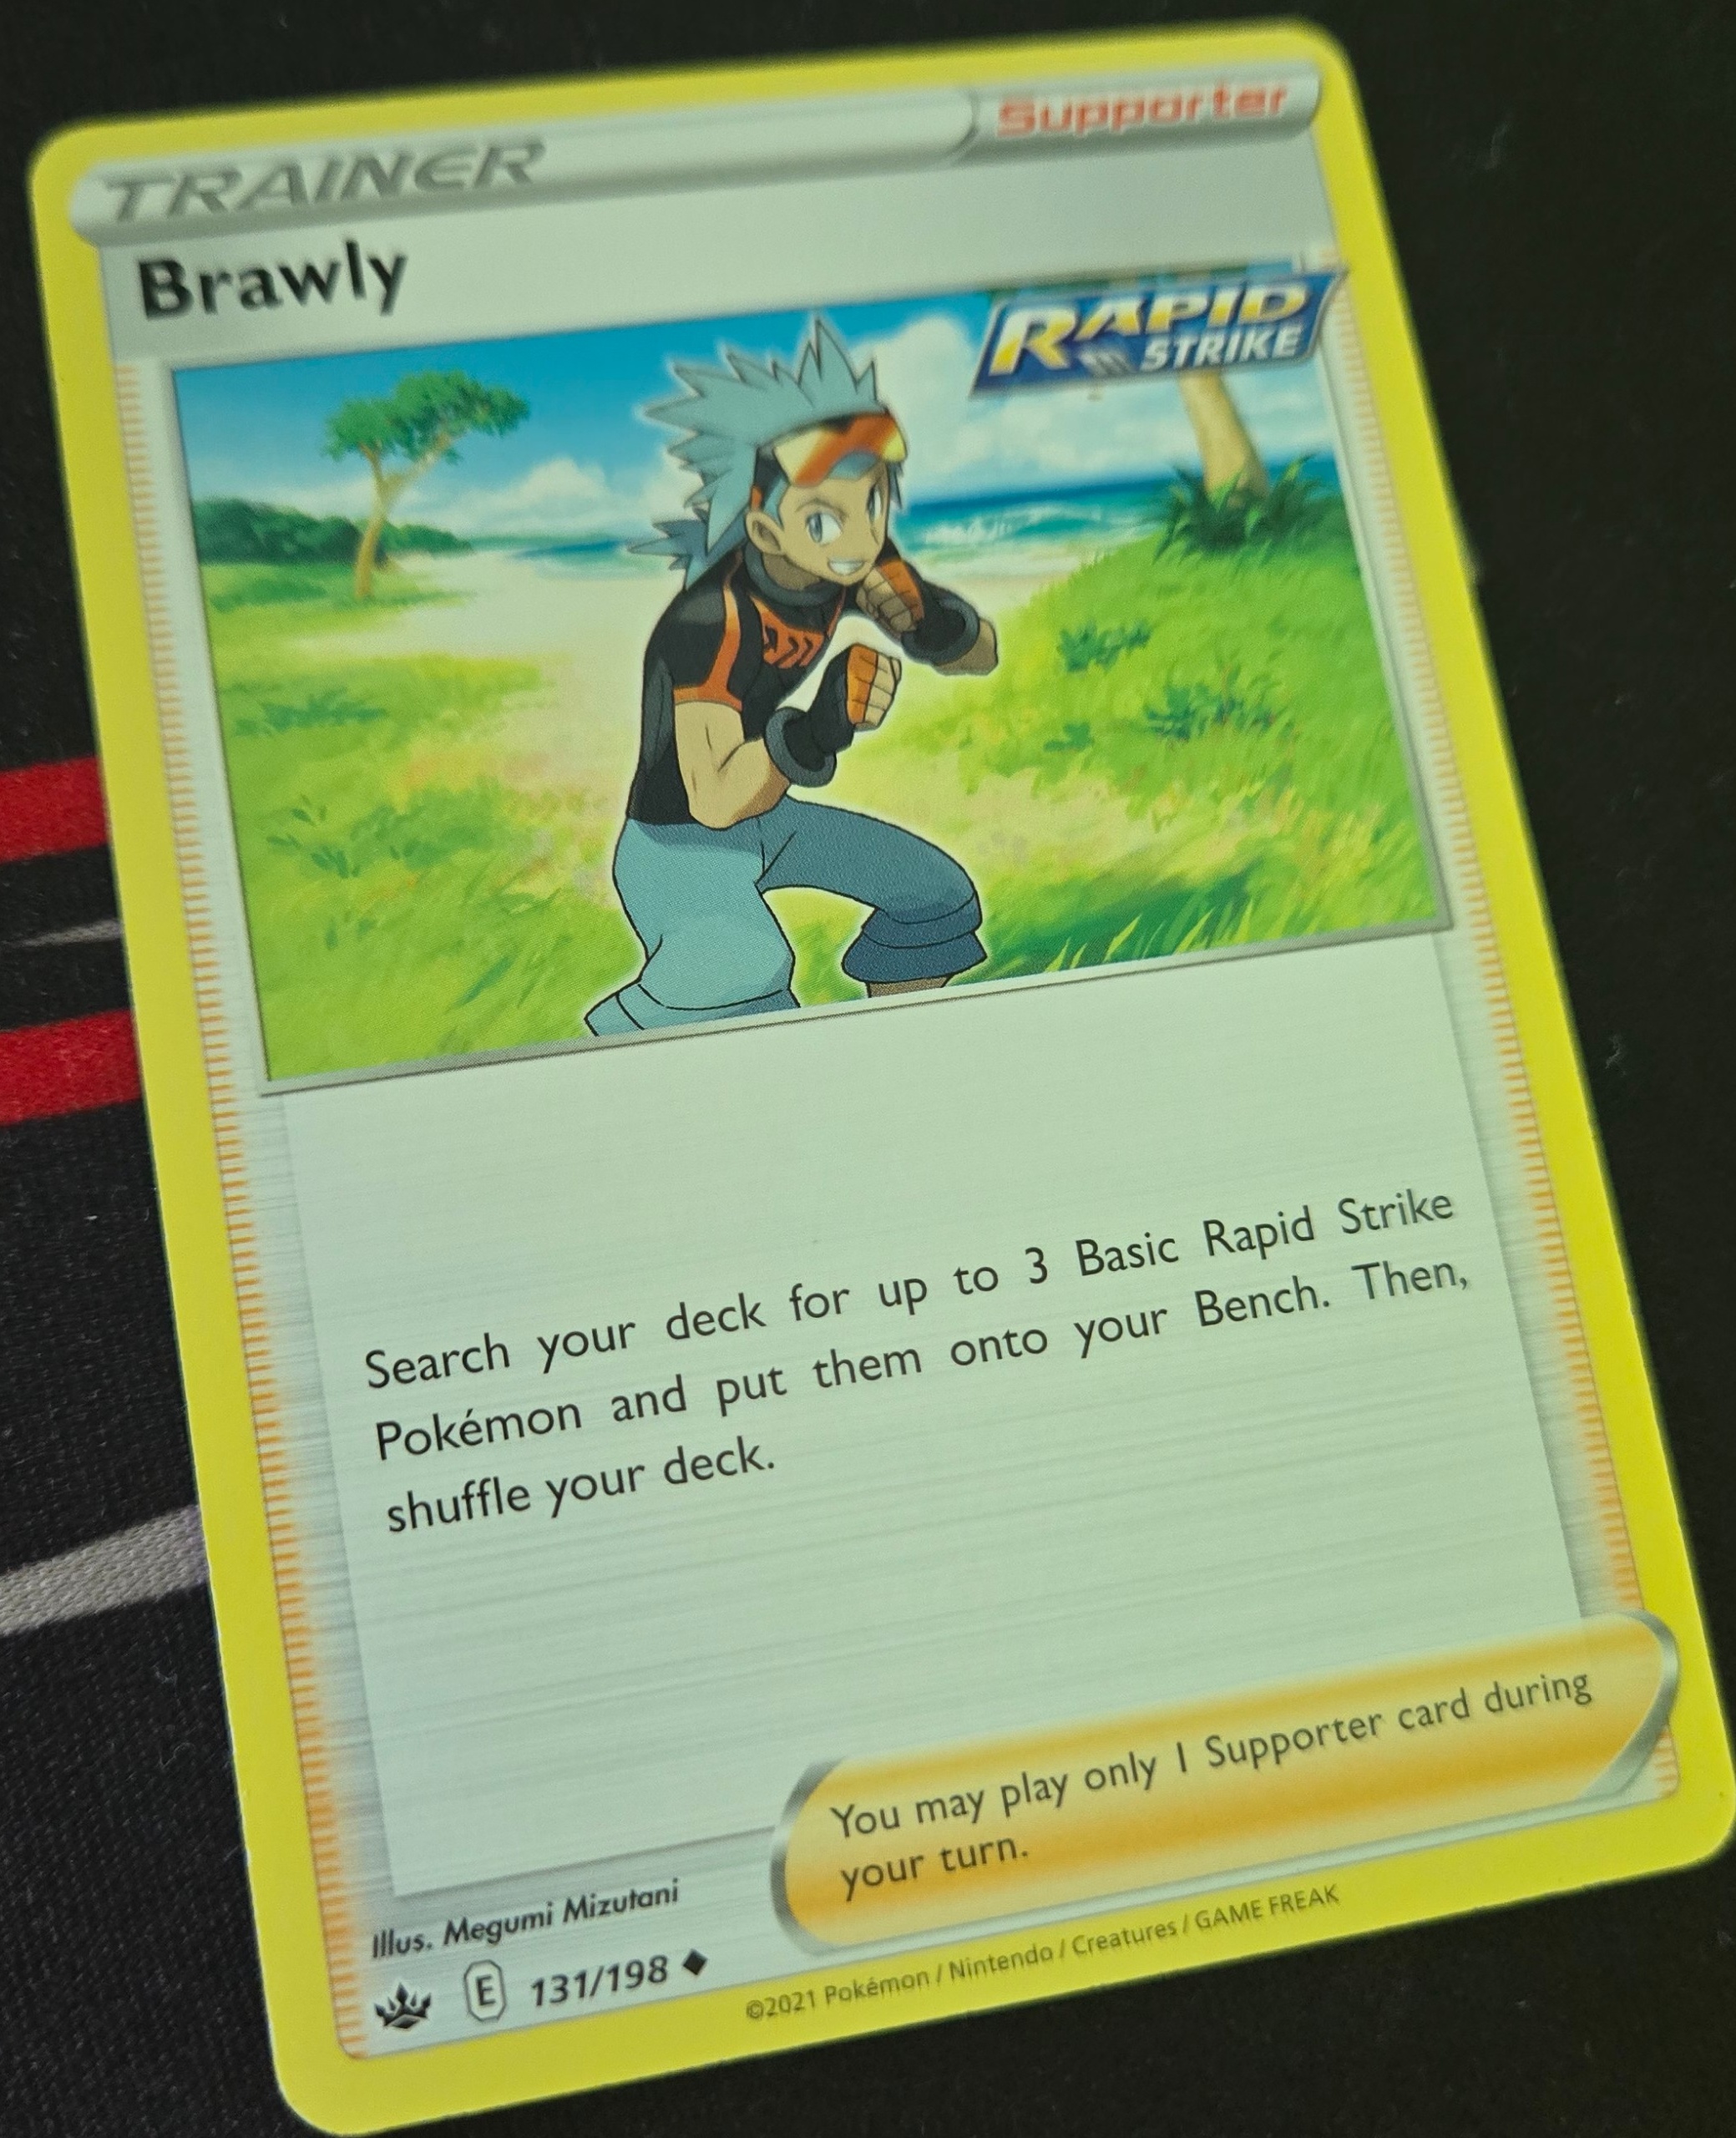 TRAINER
Supporter
Brawly
RAPID
STRIKE
Search your deck for up to 3 Basic Rapid Strike
Pokémon and put them onto your Bench. Then,
shuffle your deck.
You may play only 1 Supporter card during
your turn.
Illus. Megumi Mizutani
E 131/198
©2021 Pokémon / Nintendo / Creatures / GAME FREAK